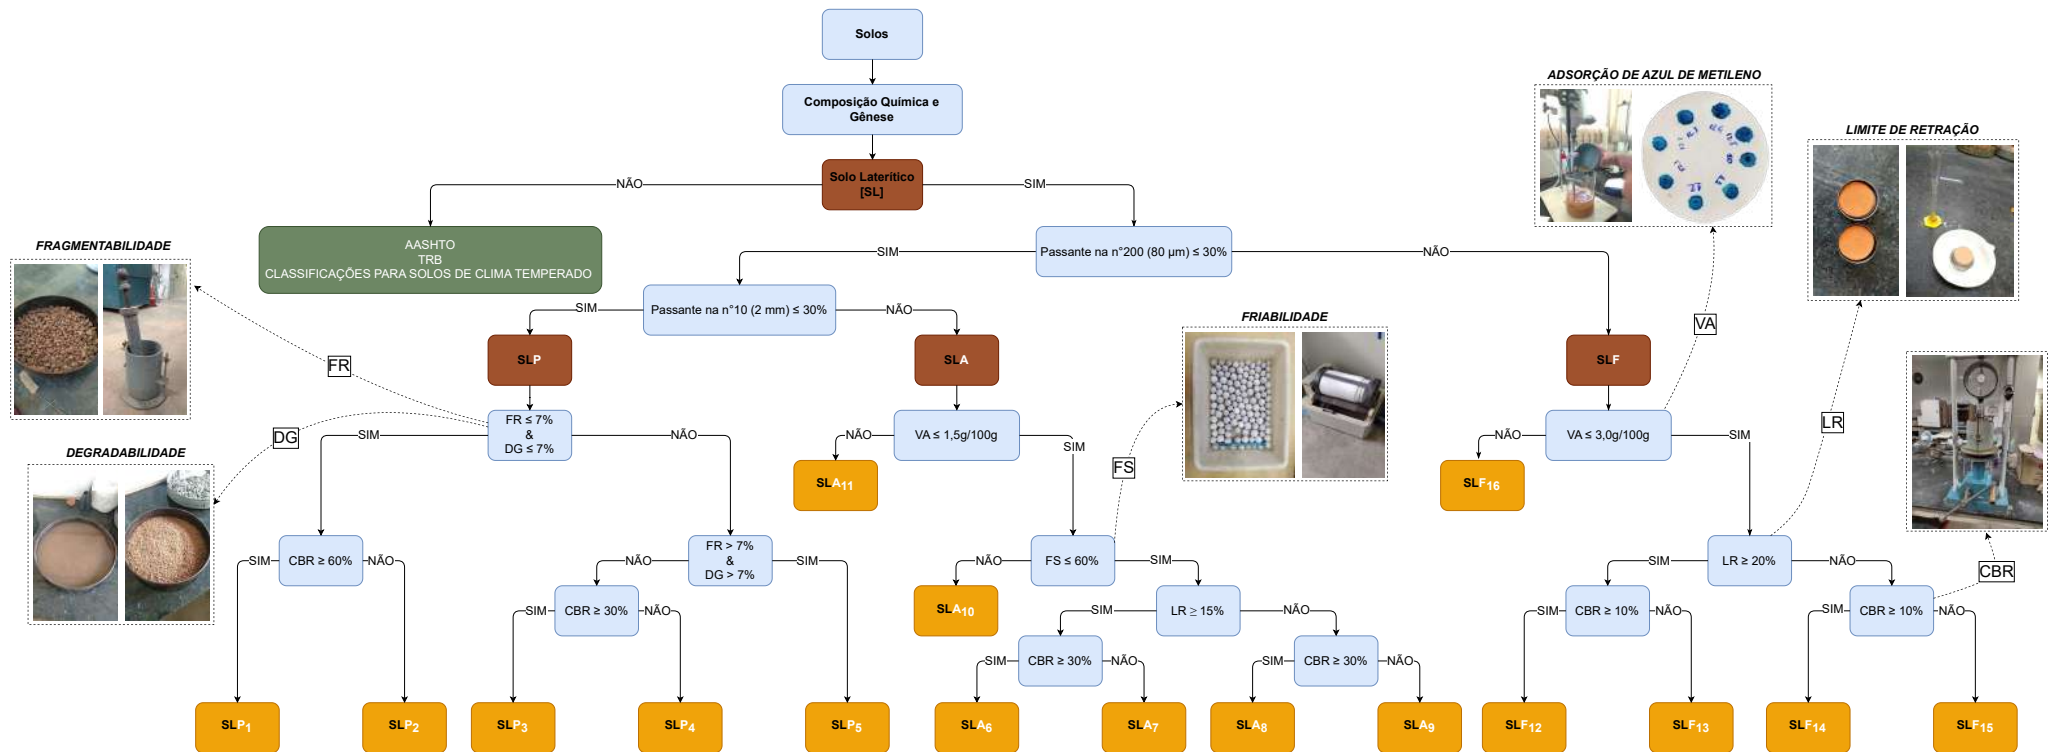 Solos
Composição Química e
Gênese
Solo Laterítico
[SL]
NÃO
SIM
AASHTO
TRB
CLASSIFICAÇÕES PARA SOLOS DE CLIMA TEMPERADO
Passante na n°200 (80 µm) ≤ 30%
SIM
NÃO
Passante na n°10 (2 mm) ≤ 30%
SIM
NÃO
SLP
SLA
SLF
FRAGMENTABILIDADE
FR
DEGRADABILIDADE
DG
FRIABILIDADE
FS
ADSORÇÃO DE AZUL DE METILENO
VA
LIMITE DE RETRAÇÃO
LR
CBR
FR ≤ 7%
&
DG ≤ 7%
SIM
NÃO
VA ≤ 1,5g/100g
NÃO
SIM
SLA11
VA ≤ 3,0g/100g
NÃO
SIM
SLF16
CBR ≥ 60%
SIM
NÃO
FR > 7%
&
DG > 7%
NÃO
SIM
CBR ≥ 30%
SIM
NÃO
FS ≤ 60%
NÃO
SIM
SLA10
LR ≥ 15%
SIM
NÃO
CBR ≥ 30%
SIM
NÃO
CBR ≥ 30%
SIM
NÃO
LR ≥ 20%
SIM
NÃO
CBR ≥ 10%
SIM
NÃO
CBR ≥ 10%
SIM
NÃO
SLP1
SLP2
SLP3
SLP4
SLP5
SLA6
SLA7
SLA8
SLA9
SLF12
SLF13
SLF14
SLF15